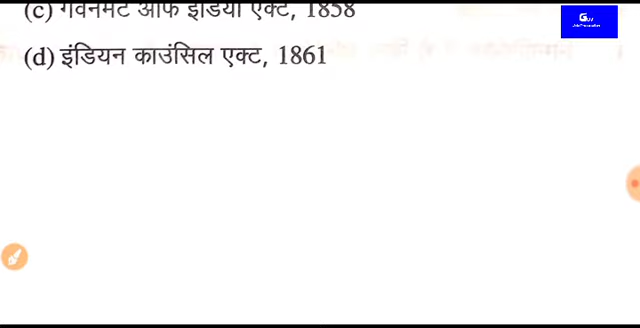 (c) गवर्नमेंट ऑफ इंडिया एक्ट, 1858
(d) इंडियन काउंसिल एक्ट, 1861